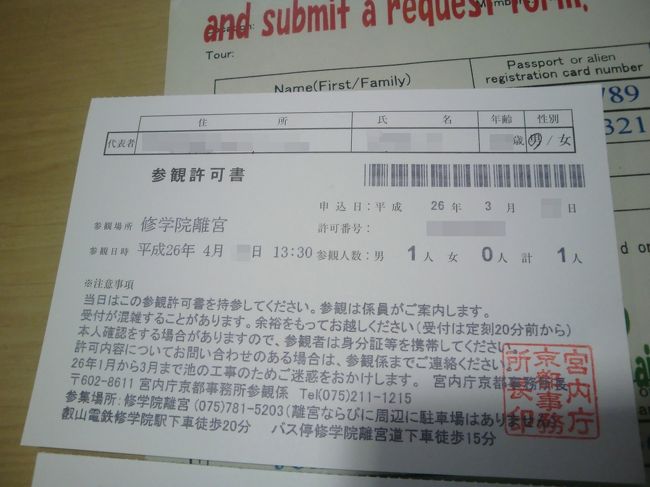 and submit a request form.
Tour:
Name(First/Family)
Passport or alien
registration card number
789
321
住 所 氏 名 年齢 性別
代表者 歳 男/女
参観許可書
申込日:平成 26年 3月 日
参観場所 修学院離宮
許可番号:
参観日時 平成26年 4月 日 13:30 参観人数:男 1人 女 0人 計 1人
※注意事項
当日はこの参観許可書を持参してください。参観は係員がご案内します。
受付が混雑することがあります。余裕をもってお越しください(受付は定刻20分前から)
本人確認をする場合がありますので、参観者は身分証等を携帯してください。
許可内容についてお問い合わせのある場合は、参観係までご連絡ください。
26年1月から3月まで池の工事のためご迷惑をおかけします。 宮内庁京都事務所長
〒602-8611 宮内庁京都事務所参観係 Tel(075)211-1215
参集場所:修学院離宮 (075)781-5203(離宮ならびに周辺に駐車場はありません)
叡山電鉄修学院駅下車徒歩20分 バス停修学院離宮道下車徒歩15分
宮内庁
京都事務
所長印